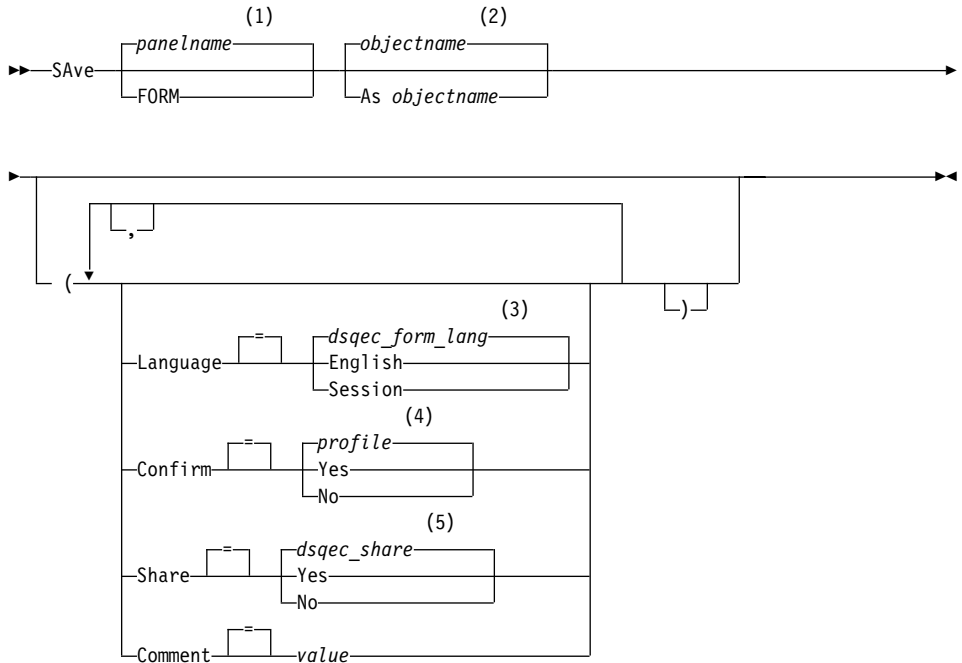 (1) (2)
panelname objectname
SAve
FORM As objectname
,
( )
(3)
= dsqec_form_lang
Language English
Session
(4)
= profile
Confirm Yes
No
(5)
= dsqec_share
Share Yes
No
=
Comment value